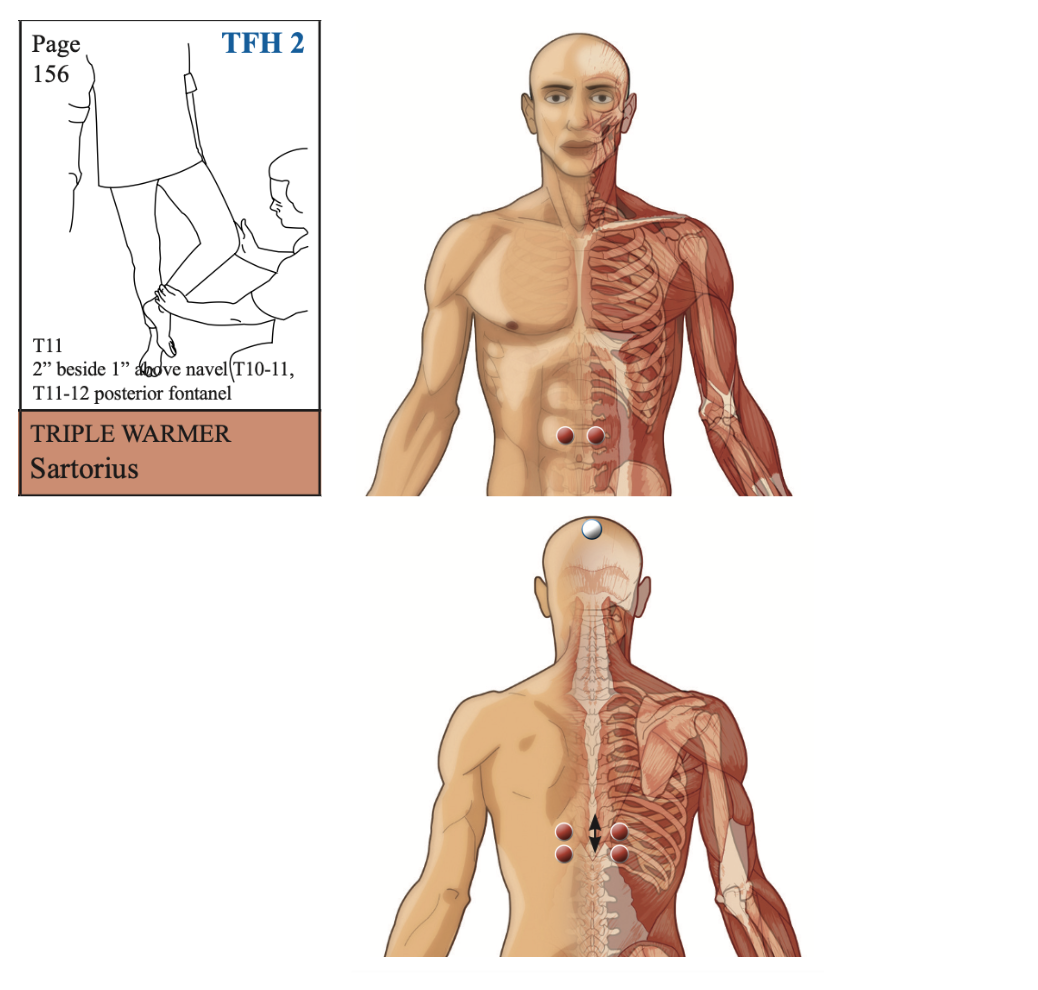 Page TFH 2
156
T11
2” beside 1” above navel T10-11,
T11-12 posterior fontanel
TRIPLE WARMER
Sartorius